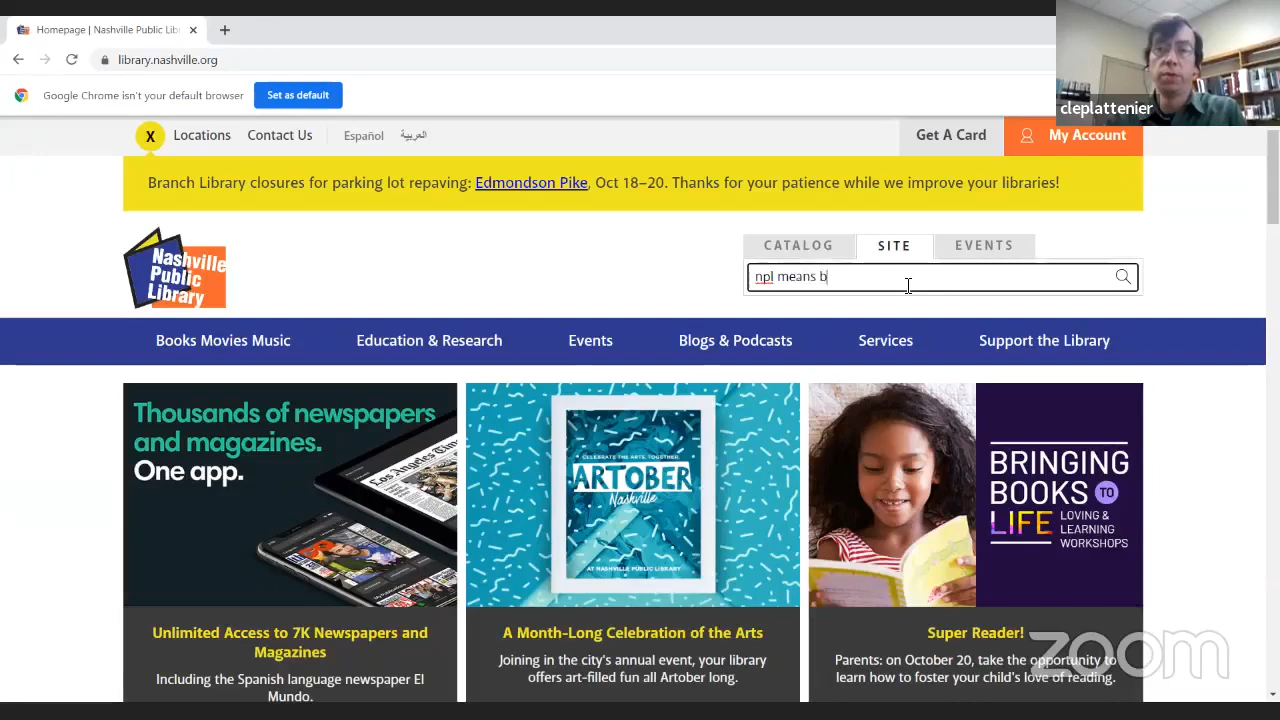 Homepage | Nashville Public Lib
library.nashville.org
Google Chrome isn't your default browser
Set as default
cleplattenier
X
Locations
Contact Us
Español
العربية
Get A Card
My Account
Branch Library closures for parking lot repaving: Edmondson Pike, Oct 18–20. Thanks for your patience while we improve your libraries!
Nashville
Public
Library
CATALOG
SITE
EVENTS
npl means b
Books Movies Music
Education & Research
Events
Blogs & Podcasts
Services
Support the Library
Thousands of newspapers
and magazines.
One app.
Los Angeles Times
CELEBRATE THE ARTS, TOGETHER.
ARTOBER
Nashville
AT NASHVILLE PUBLIC LIBRARY
BRINGING
BOOKS TO
LIFE
LOVING &
LEARNING
WORKSHOPS
Unlimited Access to 7K Newspapers and
Magazines
Including the Spanish language newspaper El
Mundo.
A Month-Long Celebration of the Arts
Joining in the city's annual event, your library
offers art-filled fun all Artober long.
Super Reader!
Parents: on October 20, take the opportunity to
learn how to foster your child's love of reading.
zoom